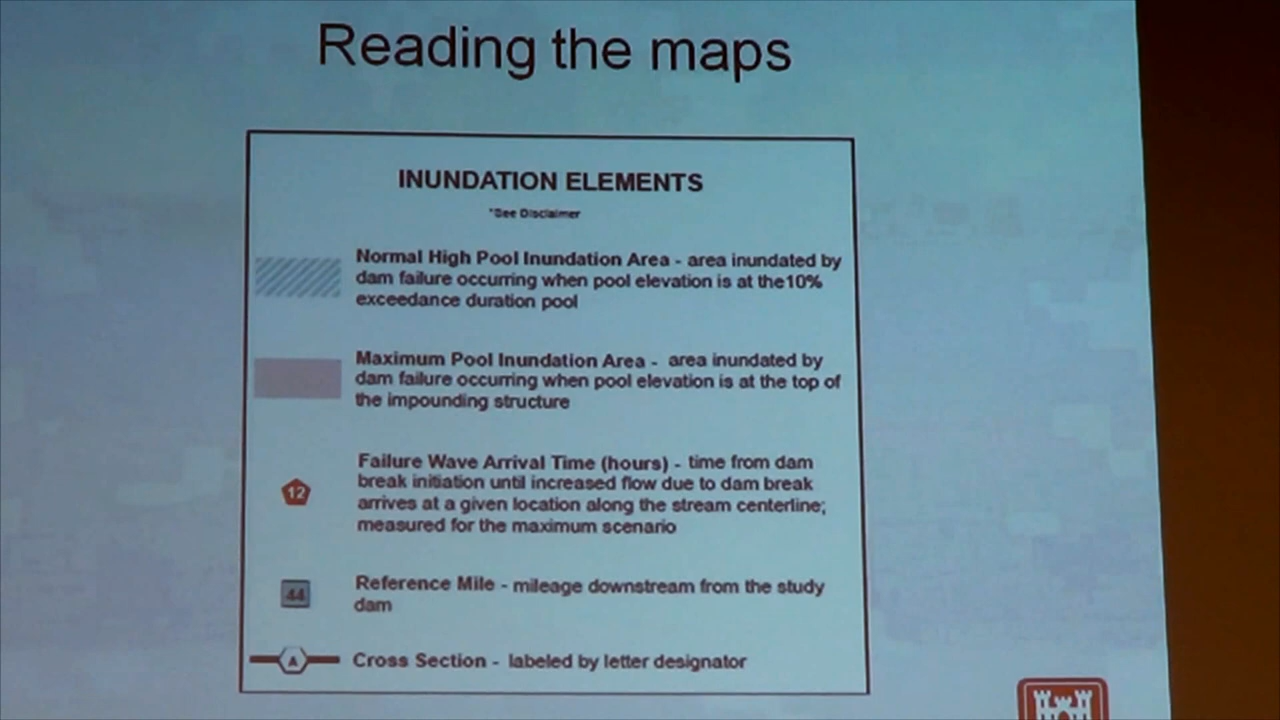 Reading the maps
INUNDATION ELEMENTS
*See Disclaimer
Normal High Pool Inundation Area - area inundated by
dam failure occurring when pool elevation is at the10%
exceedance duration pool
Maximum Pool Inundation Area - area inundated by
dam failure occurring when pool elevation is at the top of
the impounding structure
12
Failure Wave Arrival Time (hours) - time from dam
break initiation until increased flow due to dam break
arrives at a given location along the stream centerline;
measured for the maximum scenario
44
Reference Mile - mileage downstream from the study
dam
A
Cross Section - labeled by letter designator